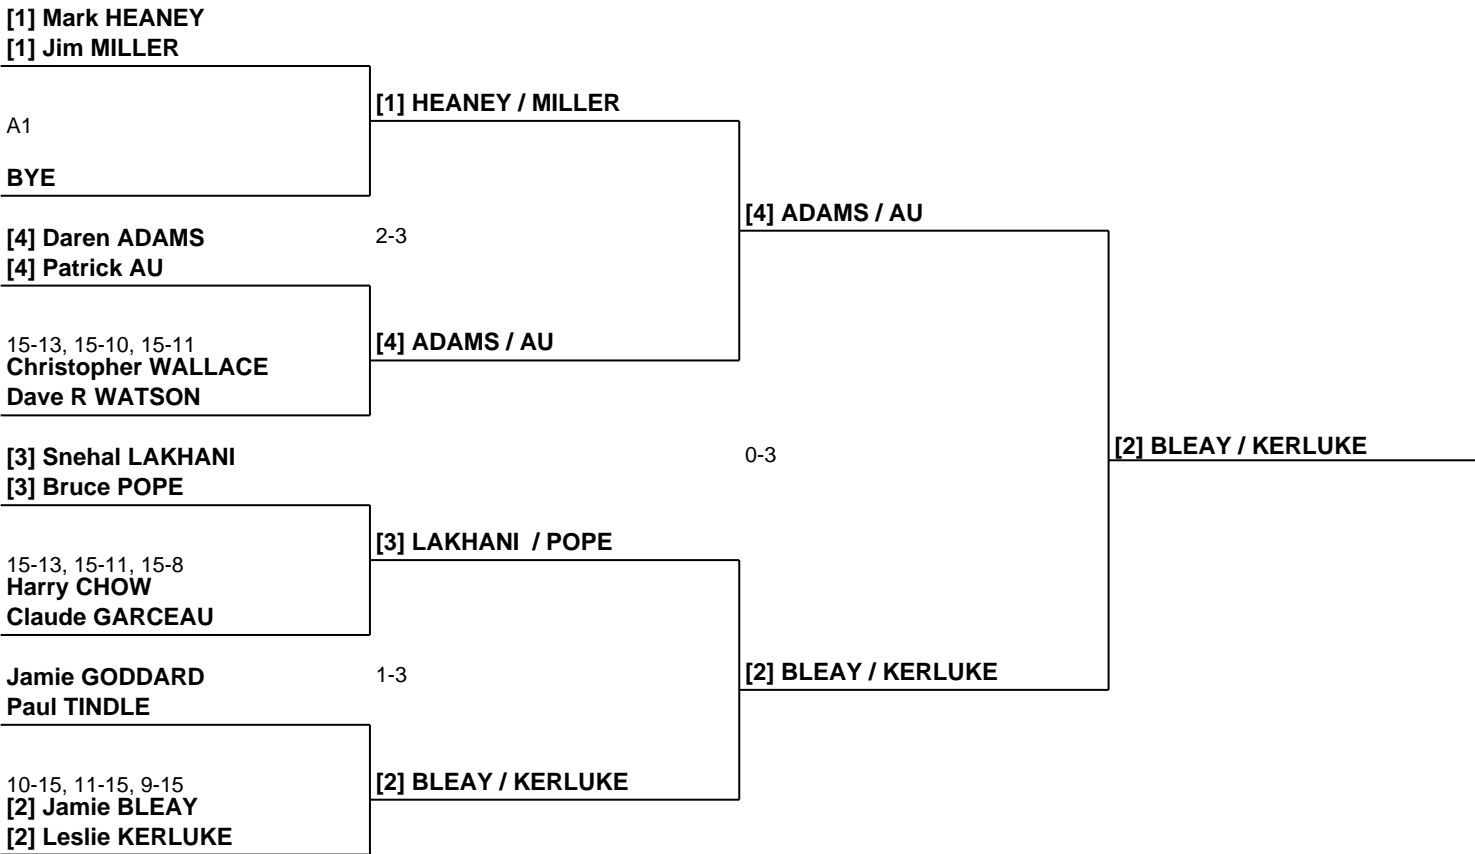 [1] Mark HEANEY
[1] Jim MILLER
[1] HEANEY / MILLER
A1
BYE
[4] ADAMS / AU
[4] Daren ADAMS
2-3
[4] Patrick AU
15-13, 15-10, 15-11
[4] ADAMS / AU
Christopher WALLACE
Dave R WATSON
[3] Snehal LAKHANI
0-3
[2] BLEAY / KERLUKE
[3] Bruce POPE
[3] LAKHANI / POPE
15-13, 15-11, 15-8
Harry CHOW
Claude GARCEAU
Jamie GODDARD
1-3
[2] BLEAY / KERLUKE
Paul TINDLE
10-15, 11-15, 9-15
[2] BLEAY / KERLUKE
[2] Jamie BLEAY
[2] Leslie KERLUKE